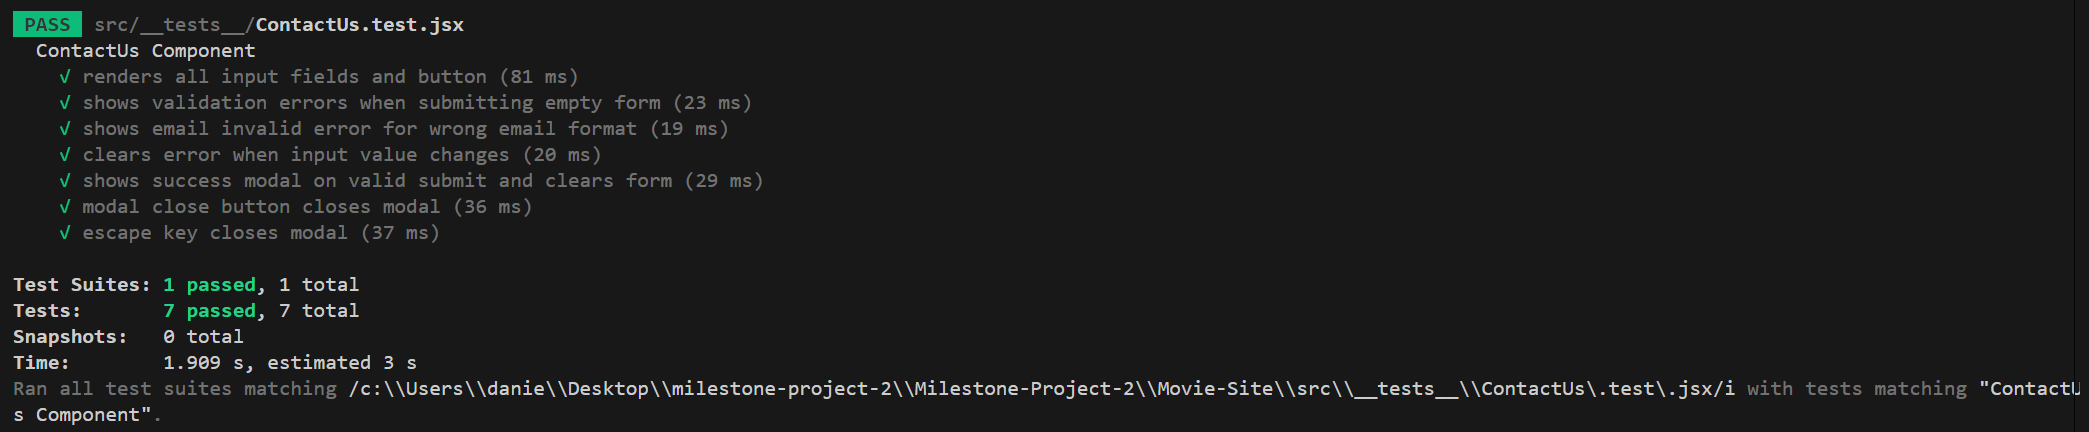 PASS src/__tests__/ContactUs.test.jsx
ContactUs Component
√ renders all input fields and button (81 ms)
√ shows validation errors when submitting empty form (23 ms)
√ shows email invalid error for wrong email format (19 ms)
√ clears error when input value changes (20 ms)
√ shows success modal on valid submit and clears form (29 ms)
√ modal close button closes modal (36 ms)
√ escape key closes modal (37 ms)
Test Suites: 1 passed, 1 total
Tests: 7 passed, 7 total
Snapshots: 0 total
Time: 1.909 s, estimated 3 s
Ran all test suites matching /c:\\Users\\danie\\Desktop\\milestone-project-2\\Milestone-Project-2\\Movie-Site\\src\\__tests__\\ContactUs\.test\.jsx/i with tests matching "ContactU
s Component".